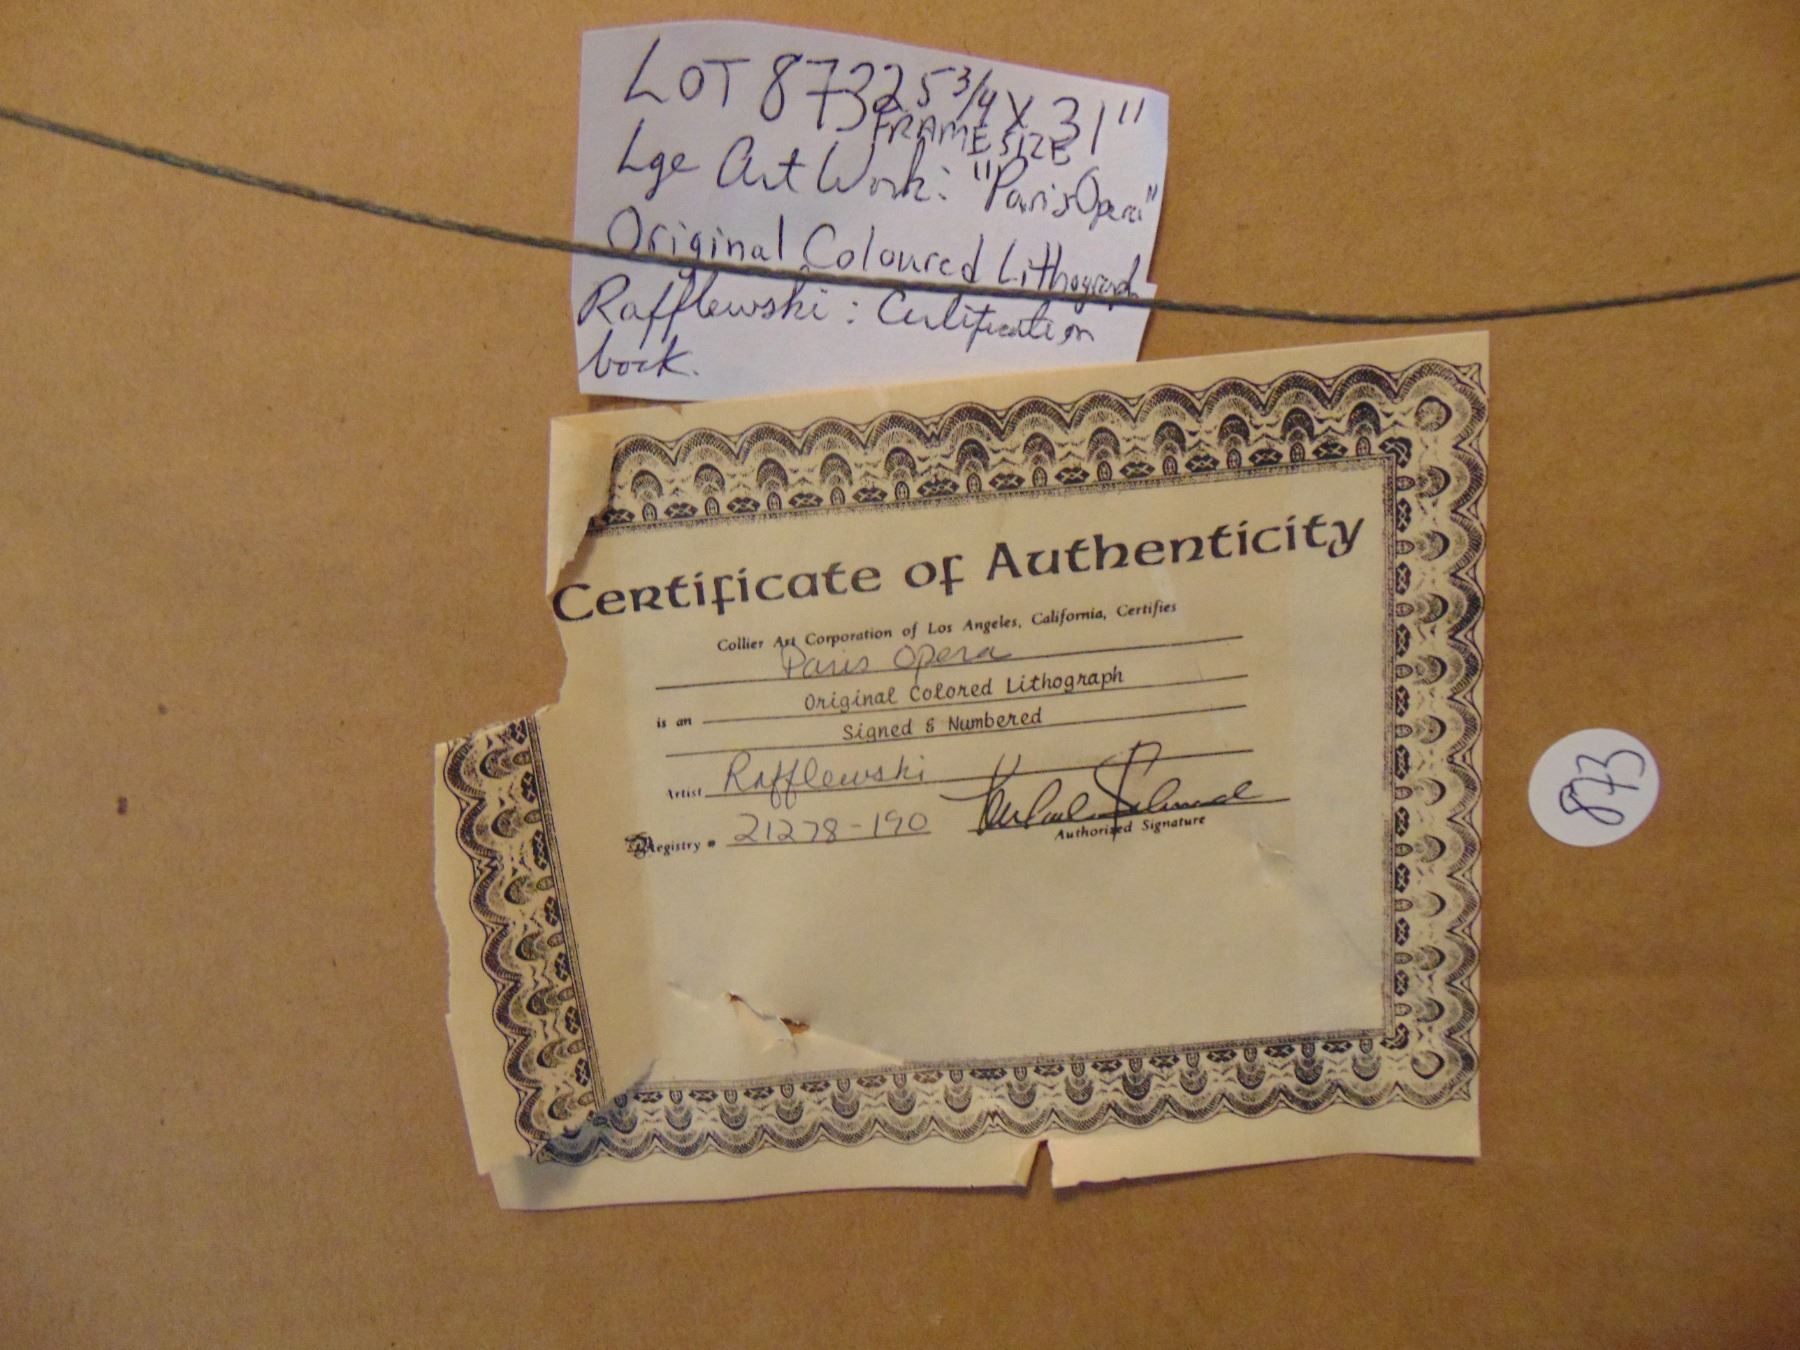 LOT 873 25 3/4 X 31"
FRAME SIZE
Lge Art Work: "Paris Opera"
Original Coloured Lithograph
Rafflewski: Certification
back.
Certificate of Authenticity
Collier Art Corporation of Los Angeles, California, Certifies
Paris Opera
is an Original Colored Lithograph
Signed & Numbered
Artist Rafflewski
Registry # 21278-190
Authorized Signature
873